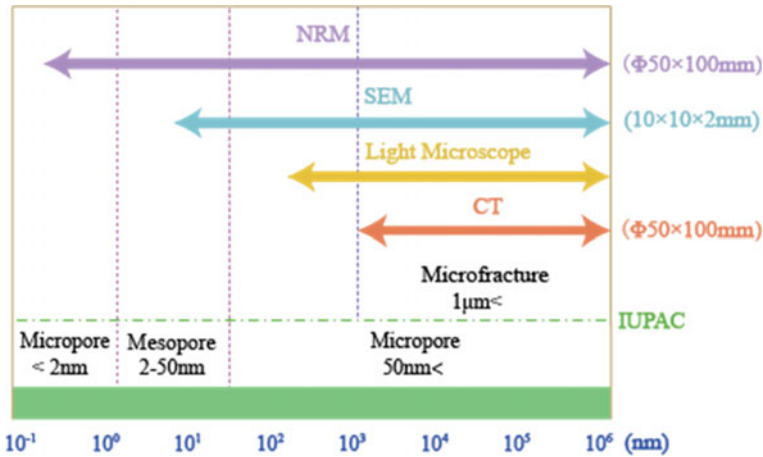 NRM
(Φ50×100mm)
SEM
(10×10×2mm)
Light Microscope
CT
(Φ50×100mm)
Microfracture
1μm<
IUPAC
Micropore
< 2nm
Mesopore
2-50nm
Micropore
50nm<
10⁻¹ 10⁰ 10¹ 10² 10³ 10⁴ 10⁵ 10⁶ (nm)